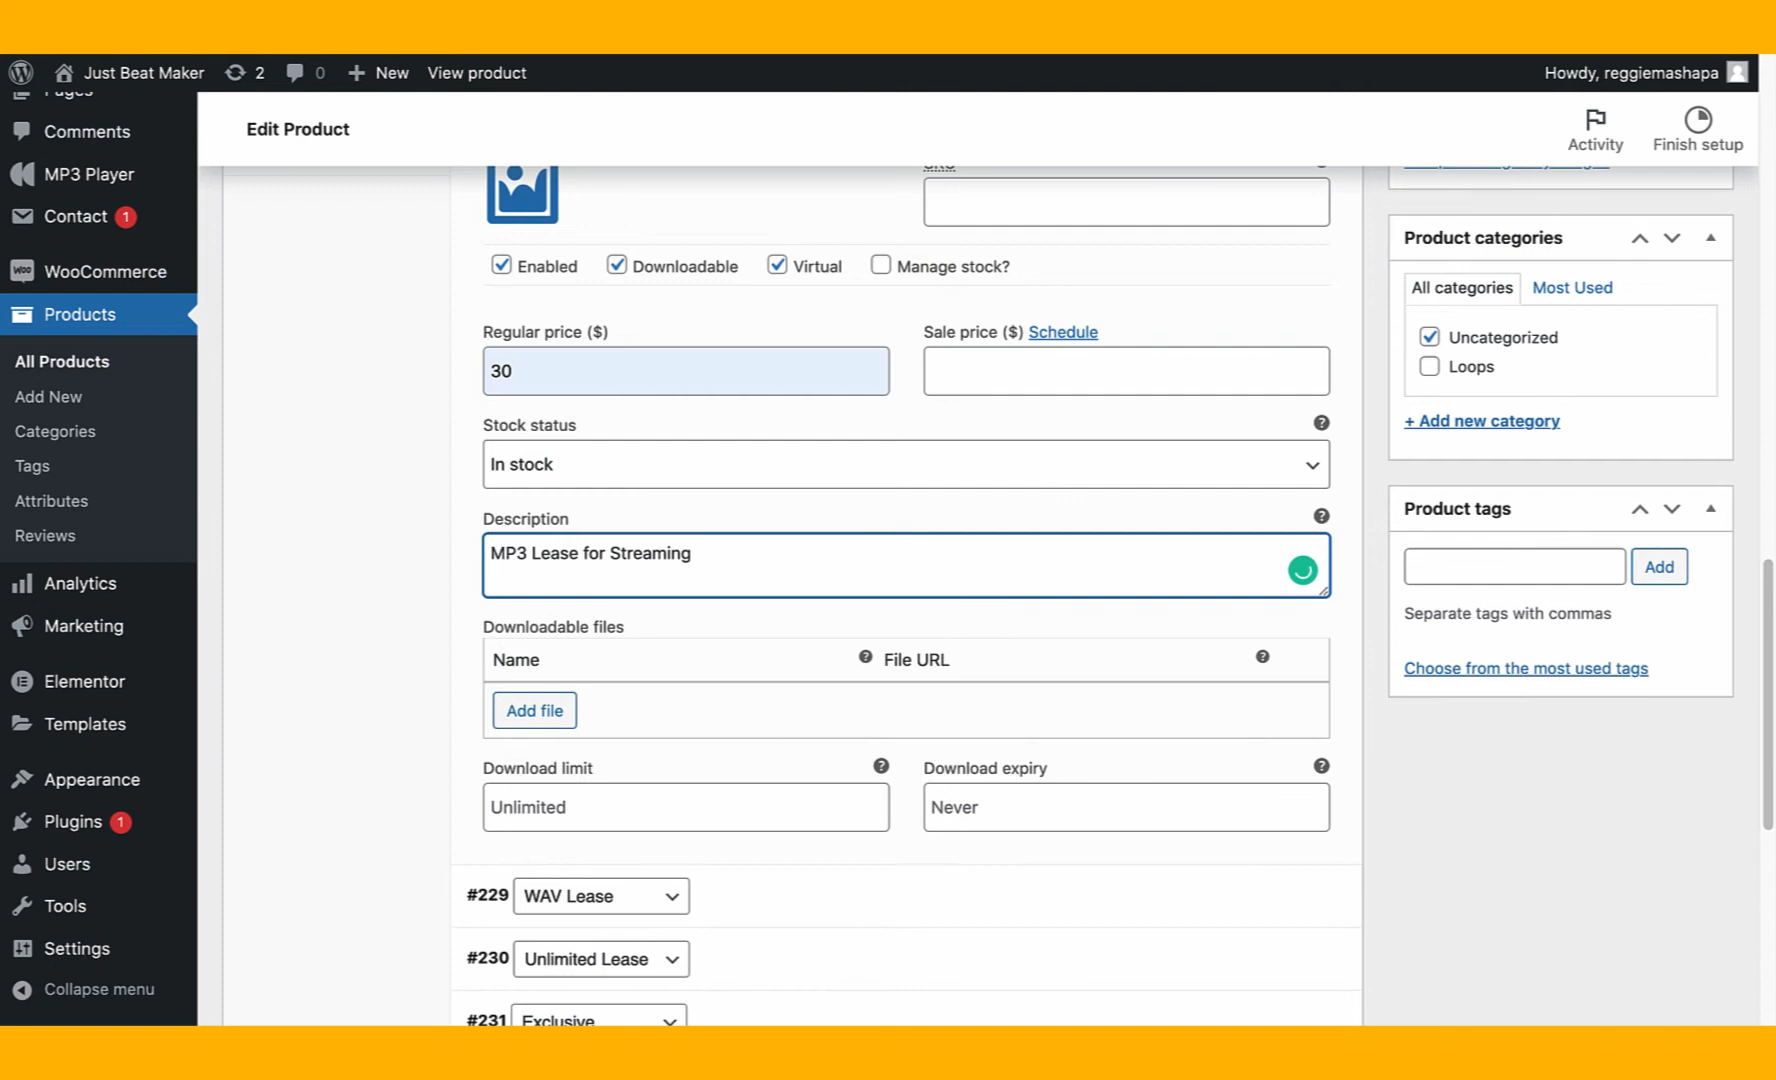 Just Beat Maker
2
0
New
View product
Howdy, reggiemashapa
Pages
Comments
MP3 Player
Contact 1
WooCommerce
Products
All Products
Add New
Categories
Tags
Attributes
Reviews
Analytics
Marketing
Elementor
Templates
Appearance
Plugins 1
Users
Tools
Settings
Collapse menu
Edit Product
Activity
Finish setup
Enabled
Downloadable
Virtual
Manage stock?
Regular price ($)
30
Sale price ($) Schedule
Stock status
In stock
Description
MP3 Lease for Streaming
Downloadable files
Name
File URL
Add file
Download limit
Unlimited
Download expiry
Never
#229 WAV Lease
#230 Unlimited Lease
#231 Exclusive
Product categories
All categories
Most Used
Uncategorized
Loops
+ Add new category
Product tags
Add
Separate tags with commas
Choose from the most used tags